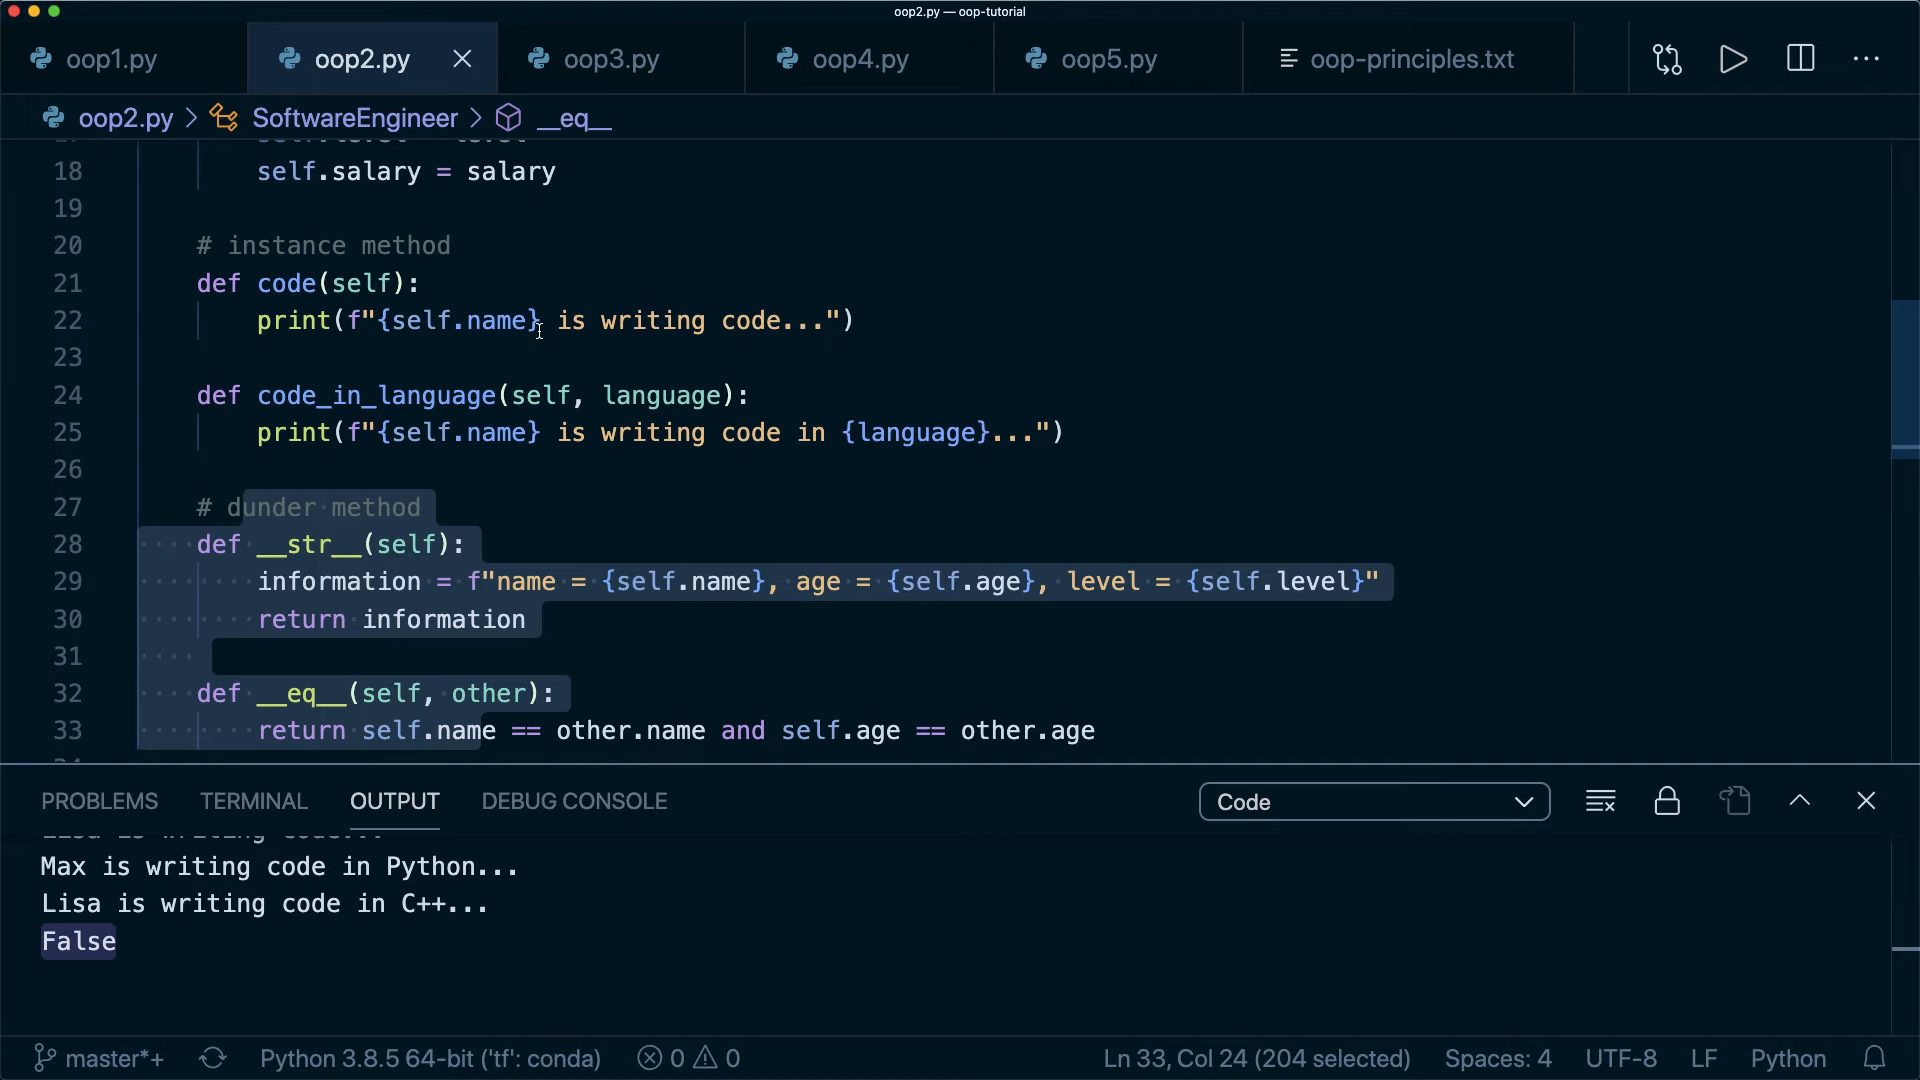 oop2.py — oop-tutorial
oop1.py
oop2.py
oop3.py
oop4.py
oop5.py
oop-principles.txt
oop2.py > SoftwareEngineer > __eq__
18 self.salary = salary
19
20 # instance method
21 def code(self):
22 print(f"{self.name} is writing code...")
23
24 def code_in_language(self, language):
25 print(f"{self.name} is writing code in {language}...")
26
27 # dunder method
28 def __str__(self):
29 information = f"name = {self.name}, age = {self.age}, level = {self.level}"
30 return information
31
32 def __eq__(self, other):
33 return self.name == other.name and self.age == other.age
PROBLEMS TERMINAL OUTPUT DEBUG CONSOLE
Code
Max is writing code in Python...
Lisa is writing code in C++...
False
master*+ Python 3.8.5 64-bit ('tf': conda) 0 0 Ln 33, Col 24 (204 selected) Spaces: 4 UTF-8 LF Python